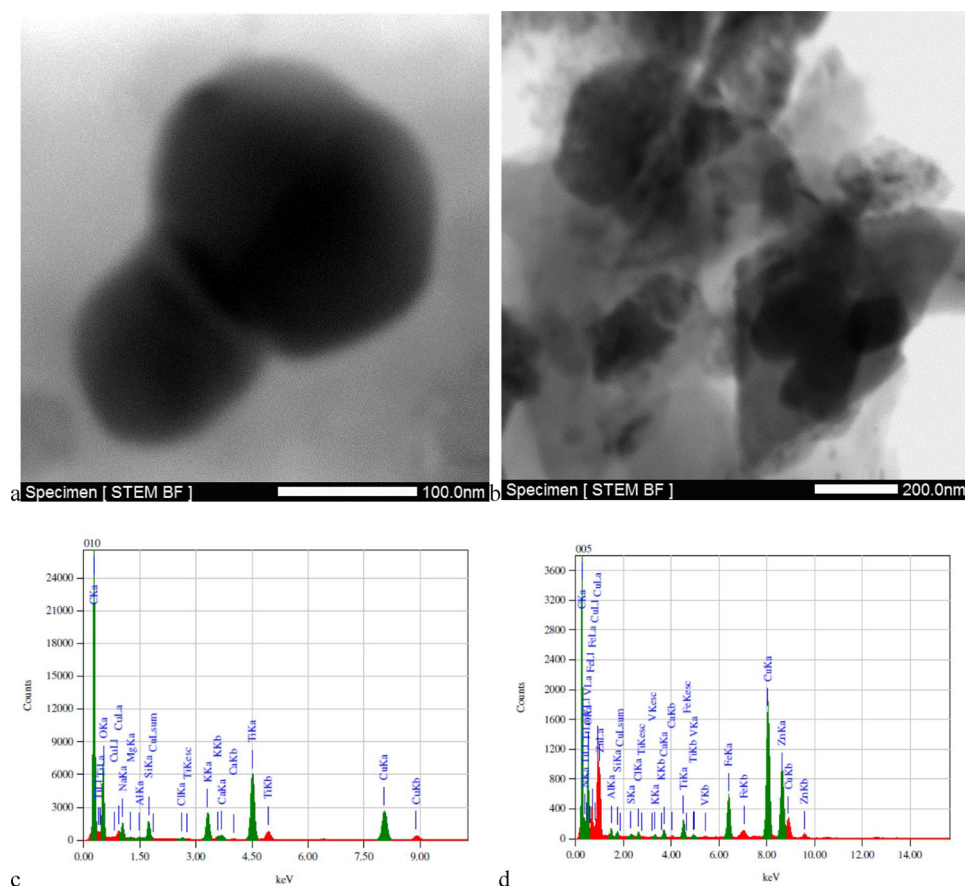 a Specimen [ STEM BF ] 100.0nm b Specimen [ STEM BF ] 200.0nm
010
Counts
24000
21000
18000
15000
12000
9000
6000
3000
0
CKa
OKa
TiLa
CuLl
CuLa
NaKa
MgKa
AlKa
SiKa
CuLsum
ClKa
TiKesc
KKa
KKb
CaKa
CaKb
TiKa
TiKb
CuKa
CuKb
0.00 1.50 3.00 4.50 6.00 7.50 9.00
keV
c
005
Counts
3600
3200
2800
2400
2000
1600
1200
800
400
0
CKa
NKa
VLa
FeLl
FeLa
CuLl
CuLa
ZnLa
AlKa
SiKa
CuLsum
SKa
ClKa
TiKesc
VKesc
KKa
KKb
CaKa
CaKb
TiKa
FeKesc
TiKb
VKa
VKb
FeKa
FeKb
CuKa
ZnKa
CuKb
ZnKb
0.00 2.00 4.00 6.00 8.00 10.00 12.00 14.00
keV
d